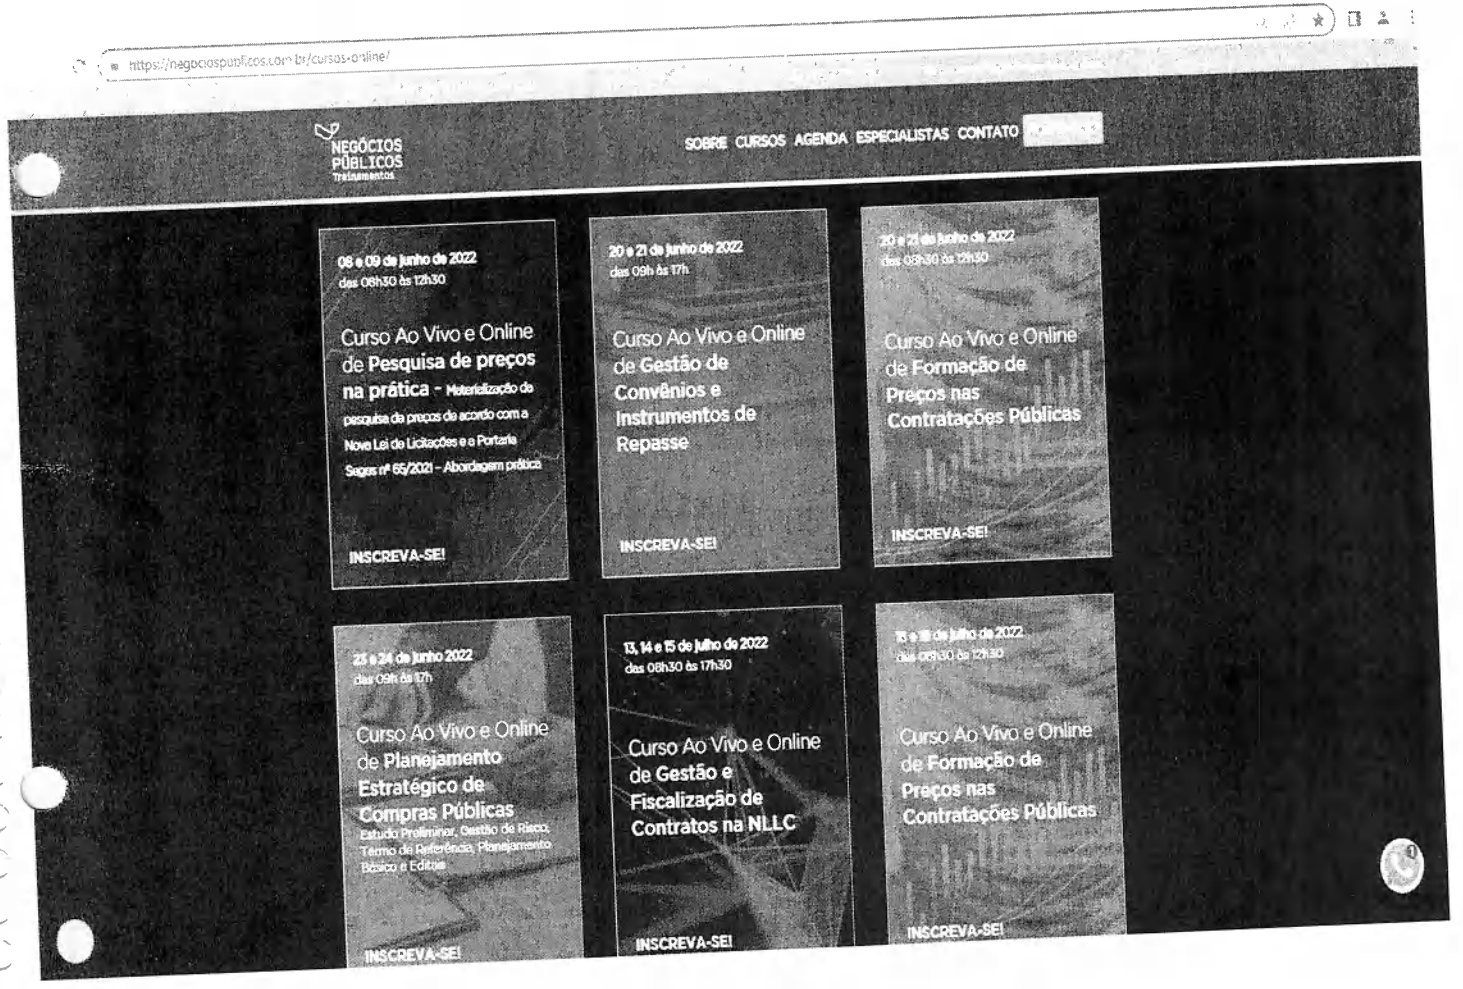 https://negociospublicos.com.br/cursos-online/
NEGÓCIOS
PÚBLICOS
Treinamentos
SOBRE CURSOS AGENDA ESPECIALISTAS CONTATO
08 e 09 de junho de 2022
das 08h30 às 12h30
Curso Ao Vivo e Online
de Pesquisa de preços
na prática - Materialização da
pesquisa de preços de acordo com a
Nova Lei de Licitações e a Portaria
Seges nº 65/2021 - Abordagem prática
INSCREVA-SE!
20 e 21 de junho de 2022
das 09h às 17h
Curso Ao Vivo e Online
de Gestão de
Convênios e
Instrumentos de
Repasse
INSCREVA-SE!
20 e 21 de junho de 2022
das 08h30 às 12h30
Curso Ao Vivo e Online
de Formação de
Preços nas
Contratações Públicas
INSCREVA-SE!
23 e 24 de junho 2022
das 09h às 17h
Curso Ao Vivo e Online
de Planejamento
Estratégico de
Compras Públicas
Estudo Preliminar, Gestão de Risco,
Termo de Referência, Planejamento
Básico e Editais
INSCREVA-SE!
13, 14 e 15 de julho de 2022
das 08h30 às 17h30
Curso Ao Vivo e Online
de Gestão e
Fiscalização de
Contratos na NLLC
INSCREVA-SE!
de julho de 2022
das 08h30 às 12h30
Curso Ao Vivo e Online
de Formação de
Preços nas
Contratações Públicas
INSCREVA-SE!
1